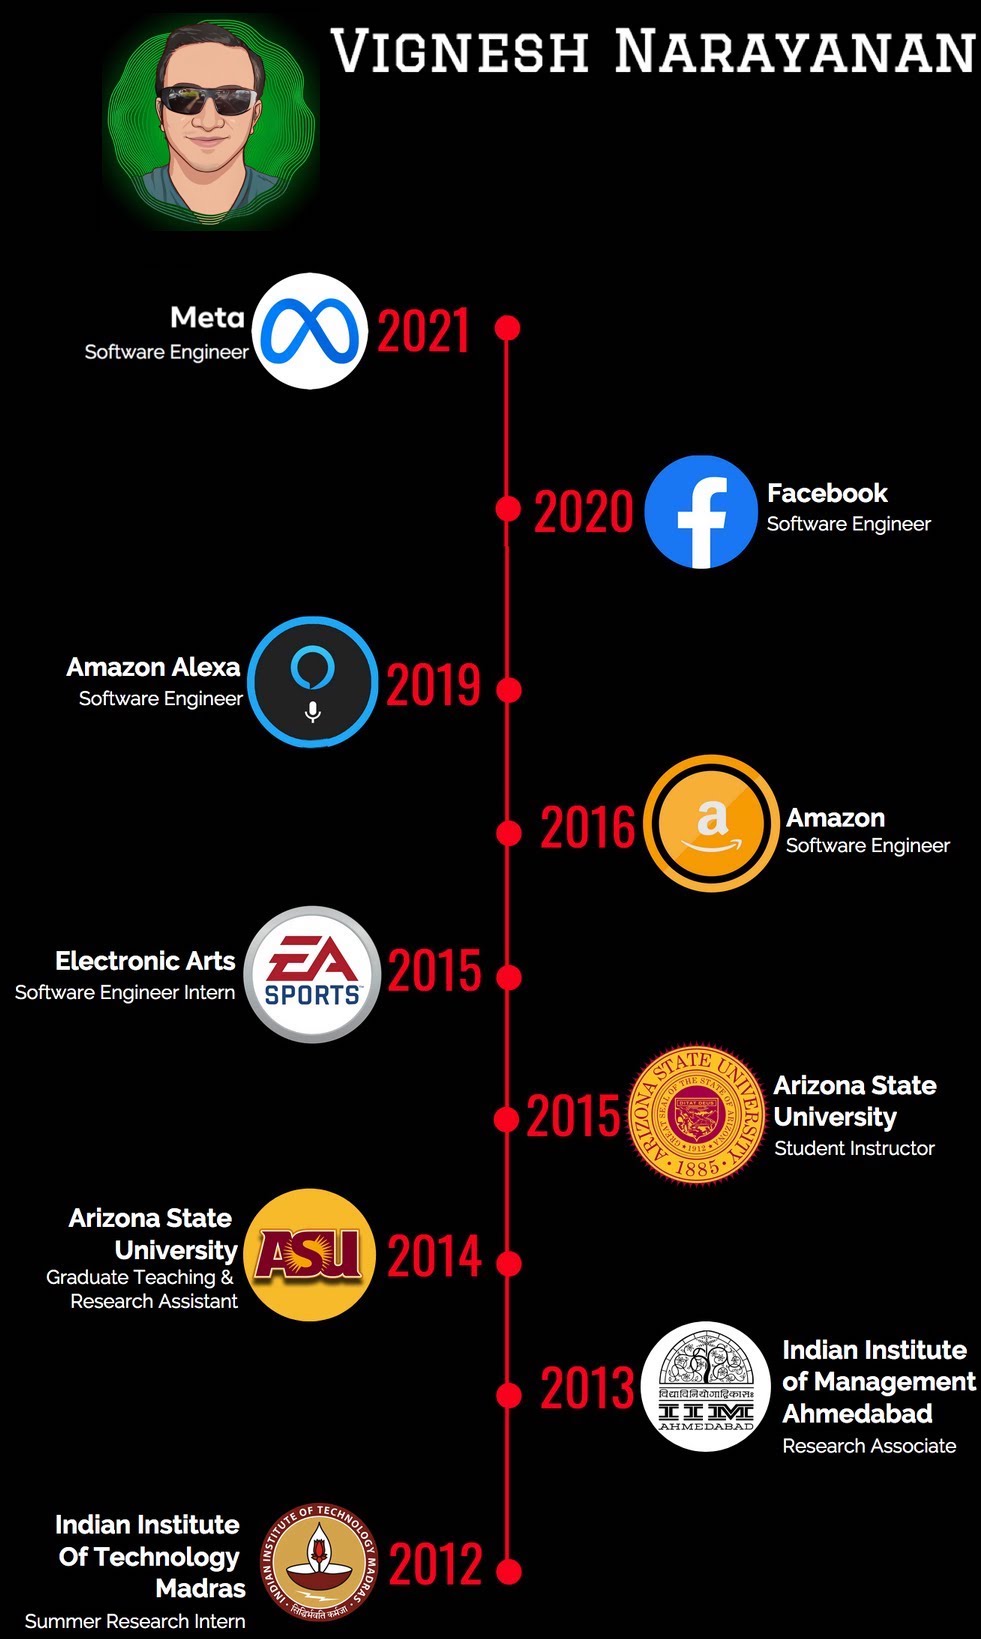 Vignesh Narayanan
Meta
Software Engineer
2021
2020
Facebook
Software Engineer
Amazon Alexa
Software Engineer
2019
2016
a
Amazon
Software Engineer
Electronic Arts
Software Engineer Intern
EA
SPORTS
2015
2015
ARIZONA STATE UNIVERSITY
GREAT SEAL OF THE STATE OF ARIZONA
DITAT DEUS
1912
1885
Arizona State
University
Student Instructor
Arizona State
University
Graduate Teaching &
Research Assistant
ASU
2014
2013
विद्याविनियोगाद्विकासः
IIM
AHMEDABAD
Indian Institute
of Management
Ahmedabad
Research Associate
Indian Institute
Of Technology
Madras
Summer Research Intern
INDIAN INSTITUTE OF TECHNOLOGY MADRAS
सिद्धिर्भवति कर्मजा
2012